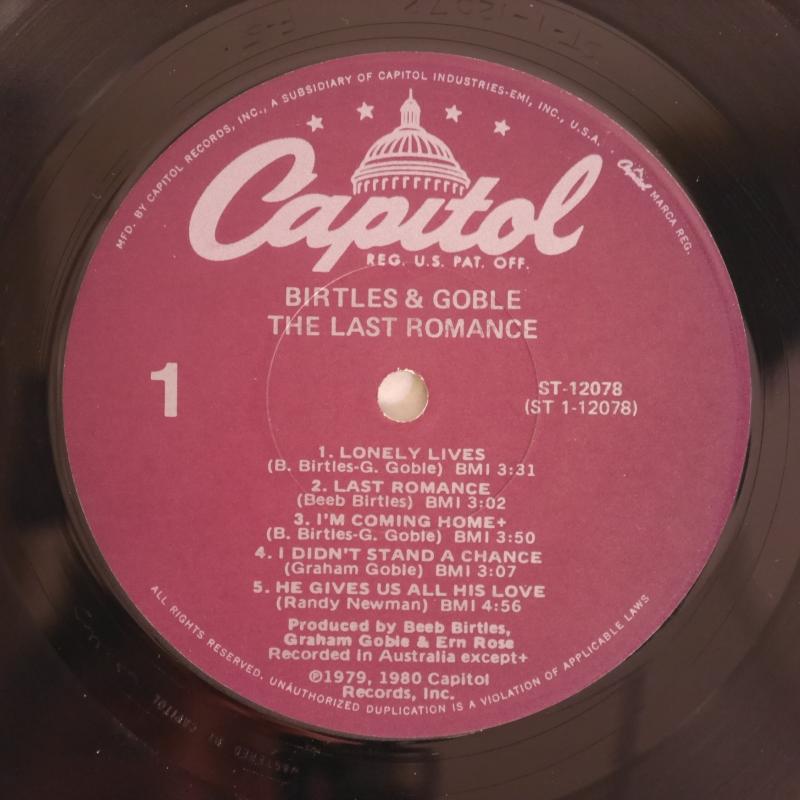 MFD. BY CAPITOL RECORDS, INC., A SUBSIDIARY OF CAPITOL INDUSTRIES-EMI, INC., U.S.A.
Capitol MARCA REG.
Capitol
REG. U.S. PAT. OFF.
BIRTLES & GOBLE
THE LAST ROMANCE
1
ST-12078
(ST 1-12078)
1. LONELY LIVES
(B. Birtles-G. Goble) BMI 3:31
2. LAST ROMANCE
(Beeb Birtles) BMI 3:02
3. I'M COMING HOME+
(B. Birtles-G. Goble) BMI 3:50
4. I DIDN'T STAND A CHANCE
(Graham Goble) BMI 3:07
5. HE GIVES US ALL HIS LOVE
(Randy Newman) BMI 4:56
Produced by Beeb Birtles,
Graham Goble & Ern Rose
Recorded in Australia except+
℗1979, 1980 Capitol
Records, Inc.
ALL RIGHTS RESERVED. UNAUTHORIZED DUPLICATION IS A VIOLATION OF APPLICABLE LAWS
MASTERED BY CAPITOL